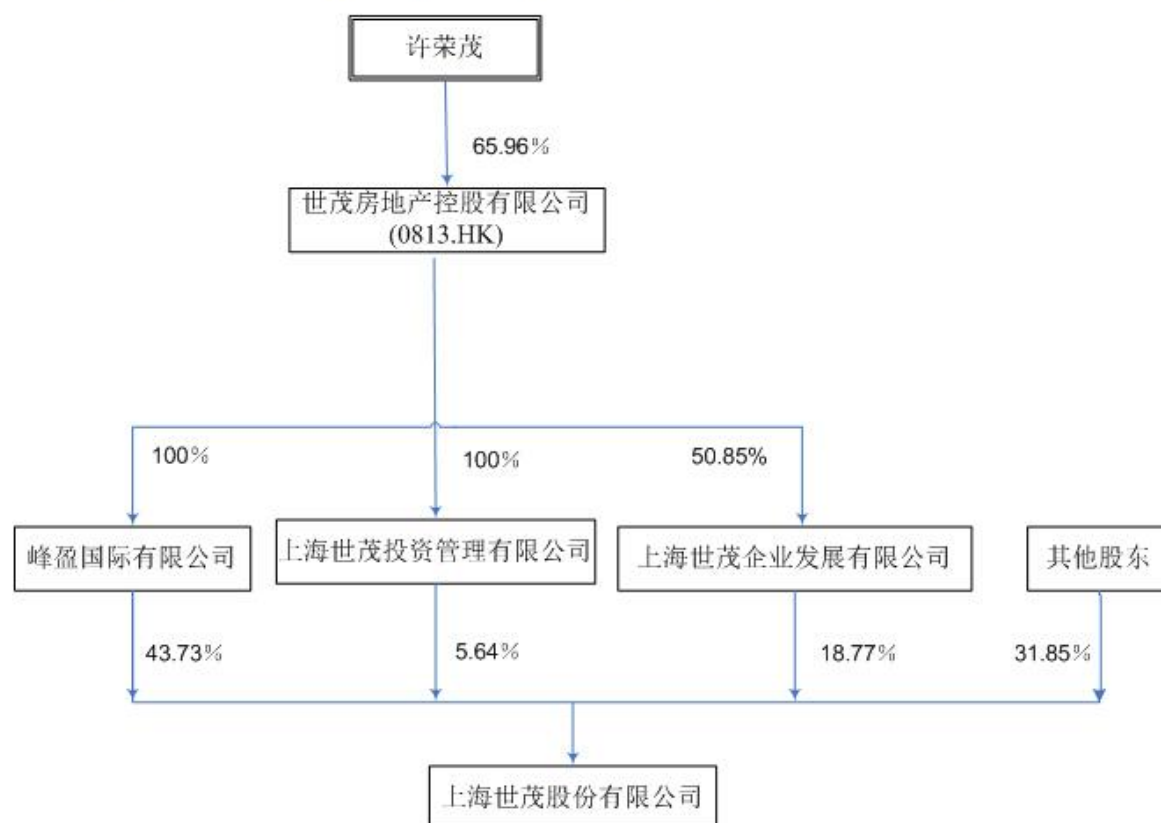 许荣茂
65.96%
世茂房地产控股有限公司
(0813.HK)
100%
100%
50.85%
峰盈国际有限公司
上海世茂投资管理有限公司
上海世茂企业发展有限公司
其他股东
43.73%
5.64%
18.77%
31.85%
上海世茂股份有限公司